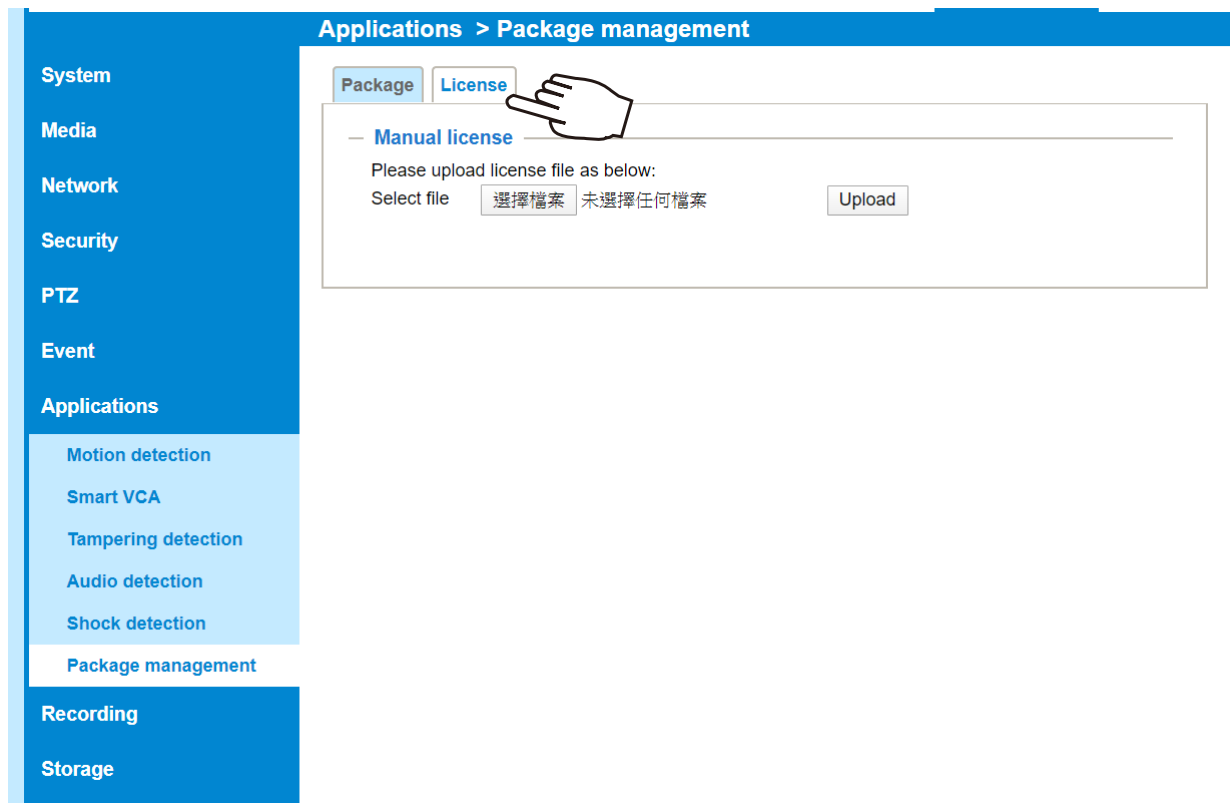 Applications > Package management
System
Media
Network
Security
PTZ
Event
Applications
Motion detection
Smart VCA
Tampering detection
Audio detection
Shock detection
Package management
Recording
Storage
Package License
Manual license
Please upload license file as below:
Select file 選擇檔案 未選擇任何檔案 Upload